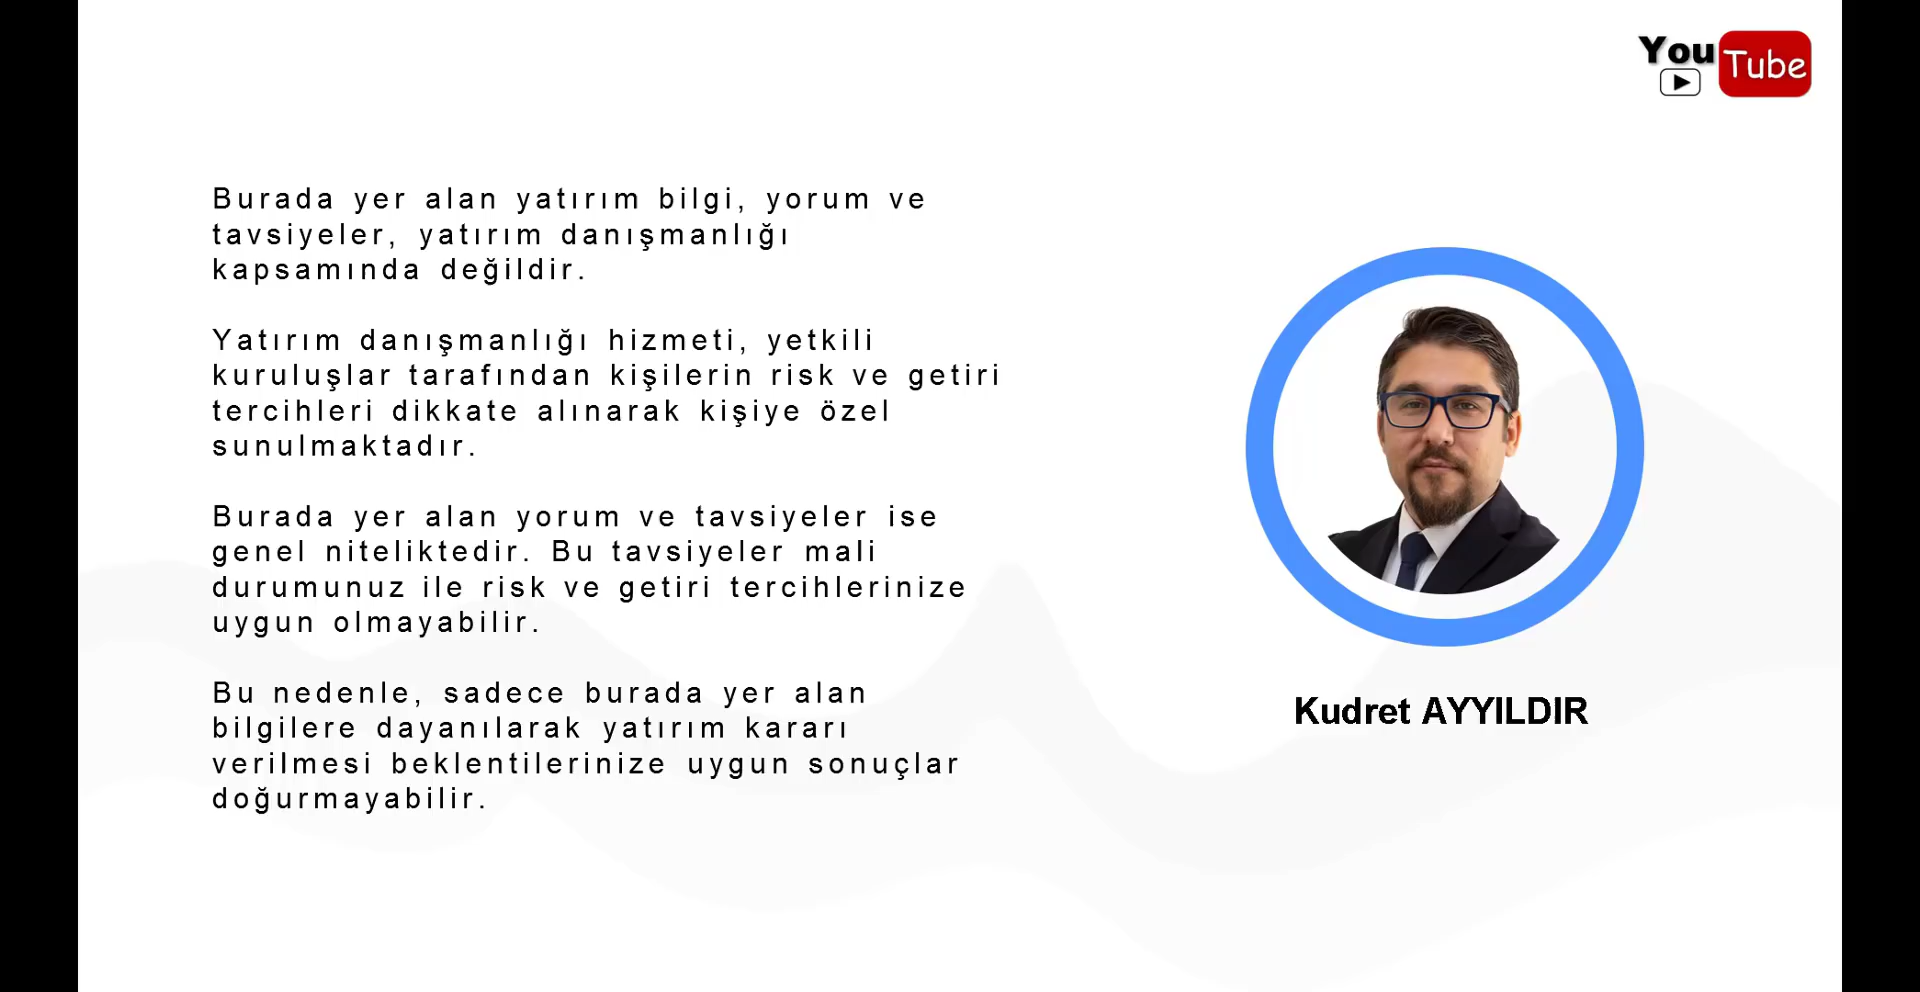 You Tube
Burada yer alan yatırım bilgi, yorum ve
tavsiyeler, yatırım danışmanlığı
kapsamında değildir.
Yatırım danışmanlığı hizmeti, yetkili
kuruluşlar tarafından kişilerin risk ve getiri
tercihleri dikkate alınarak kişiye özel
sunulmaktadır.
Burada yer alan yorum ve tavsiyeler ise
genel niteliktedir. Bu tavsiyeler mali
durumunuz ile risk ve getiri tercihlerinize
uygun olmayabilir.
Bu nedenle, sadece burada yer alan
bilgilere dayanılarak yatırım kararı
verilmesi beklentilerinize uygun sonuçlar
doğurmayabilir.
Kudret AYYILDIR